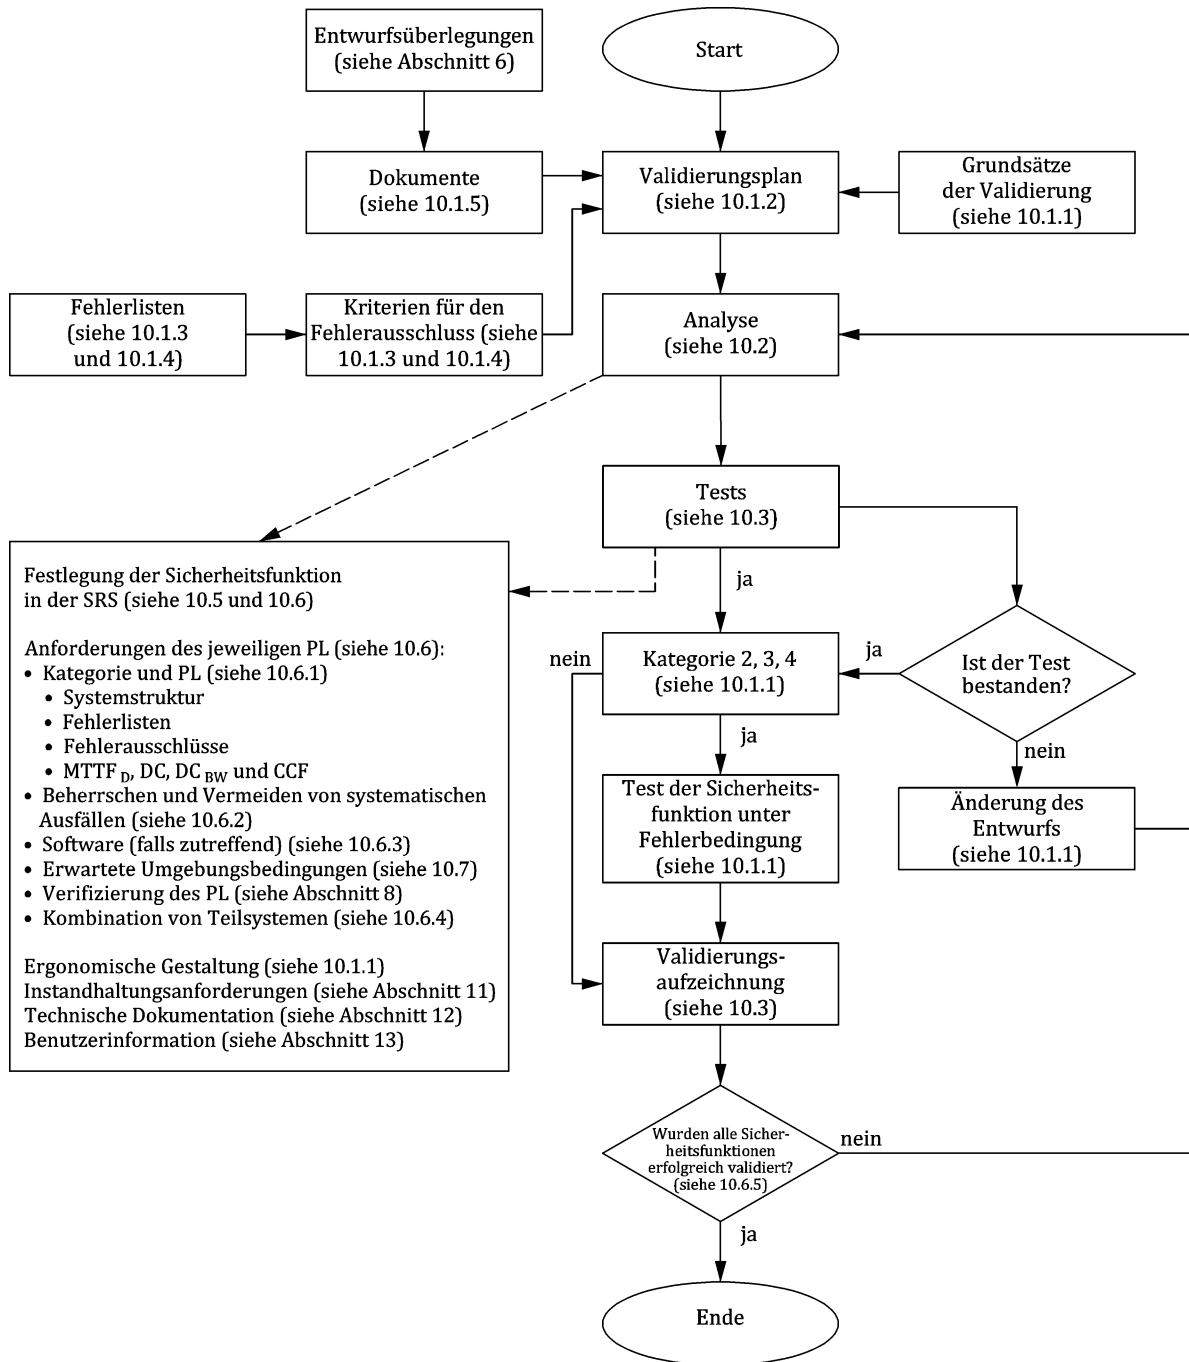 Entwurfsüberlegungen
(siehe Abschnitt 6)
Start
Dokumente
(siehe 10.1.5)
Validierungsplan
(siehe 10.1.2)
Grundsätze
der Validierung
(siehe 10.1.1)
Fehlerlisten
(siehe 10.1.3
und 10.1.4)
Kriterien für den
Fehlerausschluss (siehe
10.1.3 und 10.1.4)
Analyse
(siehe 10.2)
Tests
(siehe 10.3)
ja
Festlegung der Sicherheitsfunktion
in der SRS (siehe 10.5 und 10.6)
Anforderungen des jeweiligen PL (siehe 10.6):
• Kategorie und PL (siehe 10.6.1)
• Systemstruktur
• Fehlerlisten
• Fehlerausschlüsse
• MTTF D, DC, DC BW und CCF
• Beherrschen und Vermeiden von systematischen
Ausfällen (siehe 10.6.2)
• Software (falls zutreffend) (siehe 10.6.3)
• Erwartete Umgebungsbedingungen (siehe 10.7)
• Verifizierung des PL (siehe Abschnitt 8)
• Kombination von Teilsystemen (siehe 10.6.4)
Ergonomische Gestaltung (siehe 10.1.1)
Instandhaltungsanforderungen (siehe Abschnitt 11)
Technische Dokumentation (siehe Abschnitt 12)
Benutzerinformation (siehe Abschnitt 13)
nein
Kategorie 2, 3, 4
(siehe 10.1.1)
ja
Ist der Test
bestanden?
ja
nein
Test der Sicherheits-
funktion unter
Fehlerbedingung
(siehe 10.1.1)
Änderung des
Entwurfs
(siehe 10.1.1)
Validierungs-
aufzeichnung
(siehe 10.3)
Wurden alle Sicher-
heitsfunktionen
erfolgreich validiert?
(siehe 10.6.5)
nein
ja
Ende